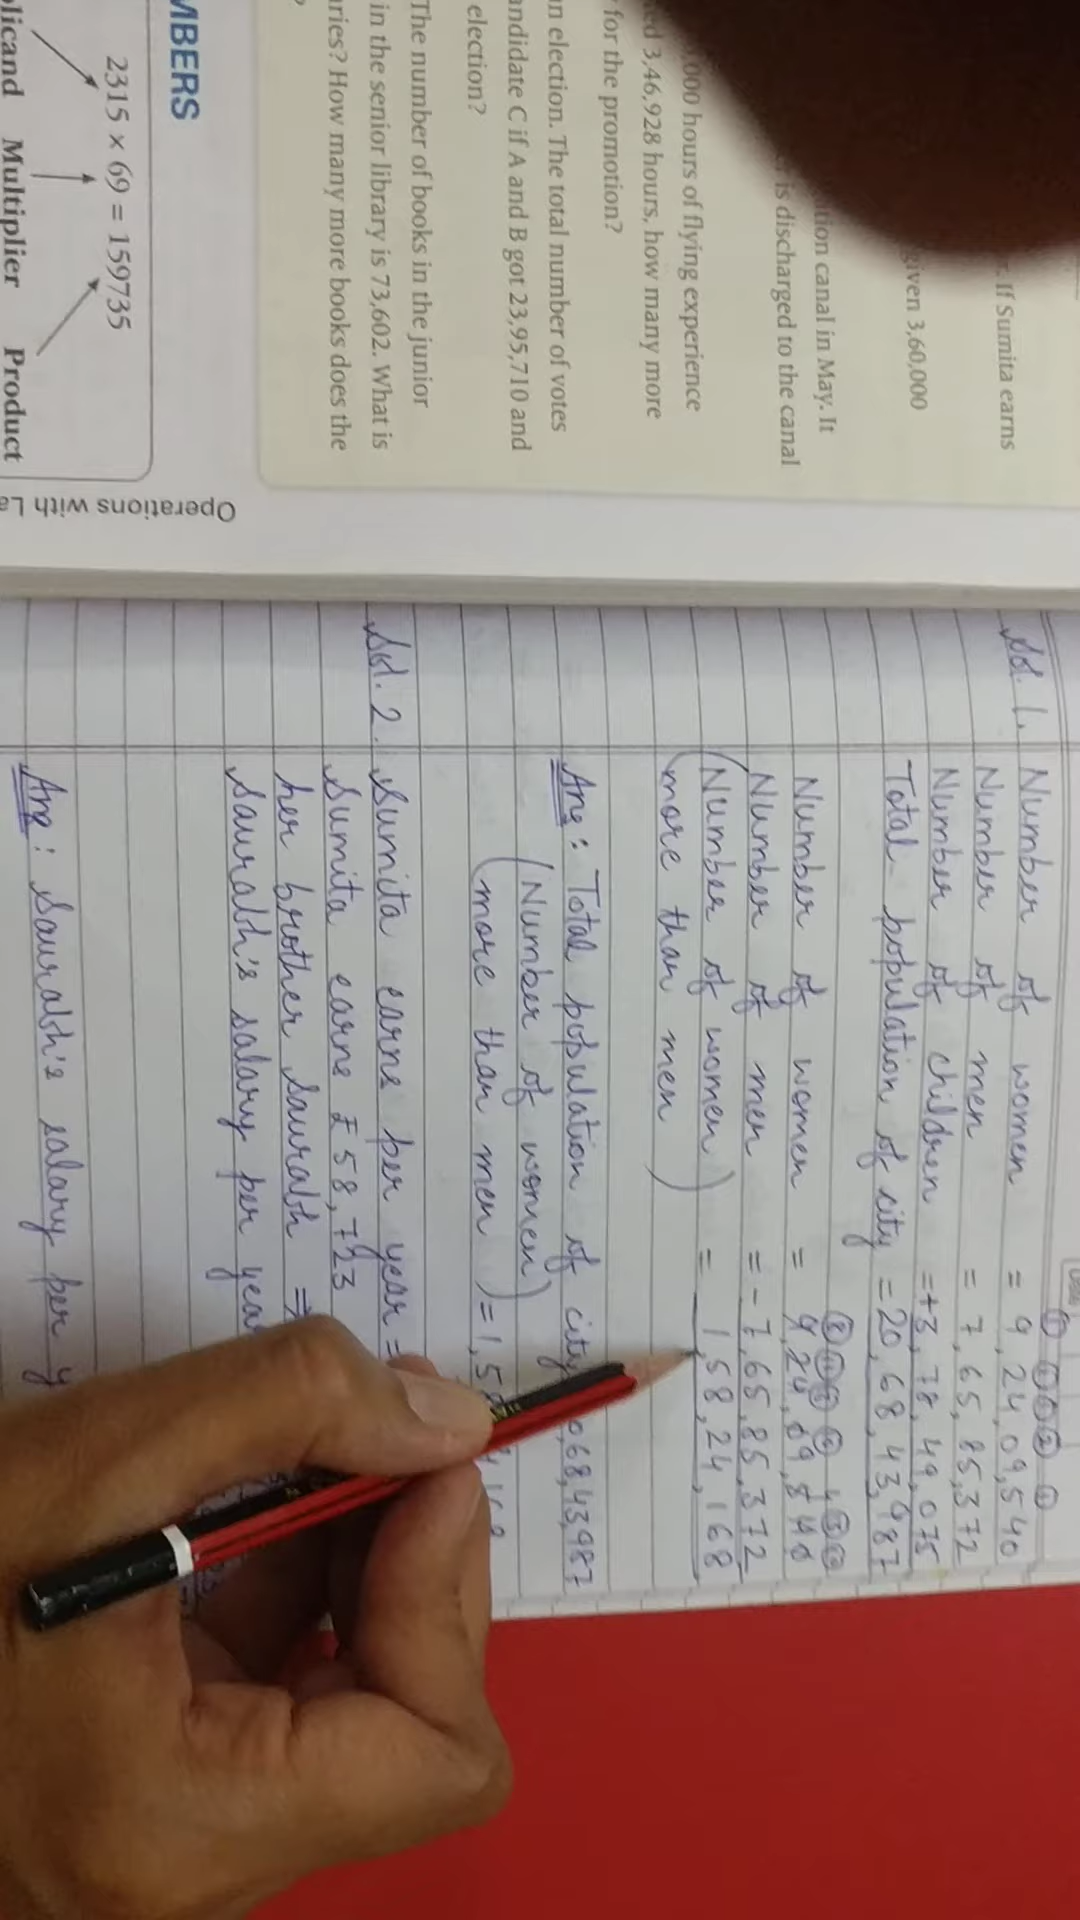 . If Sumita earns
given 3,60,000
tion canal in May. It
is discharged to the canal
,000 hours of flying experience
3,46,928 hours, how many more
for the promotion?
n election. The total number of votes
andidate C if A and B got 23,95,710 and
election?
The number of books in the junior
in the senior library is 73,602. What is
aries? How many more books does the
MBERS
2315 × 69 = 159735
licand Multiplier Product
Operations with La
Sol. 1. Number of women = 9,24,09,540
Number of men = 7,65,85,372
Number of children = +3,78,49,075
Total population of city = 20,68,43,987
Number of women = 9,24,09,540
Number of men = - 7,65,85,372
(Number of women) = 1,58,24,168
(more than men)
Ans: Total population of city 0,68,43,987
(Number of women)
(more than men) = 1,5
Sol. 2. Sumita earns per year =
Sumita earns ₹ 58,723
her brother Saurabh =
Saurabh's salary per year
Ans: Saurabh's salary per y